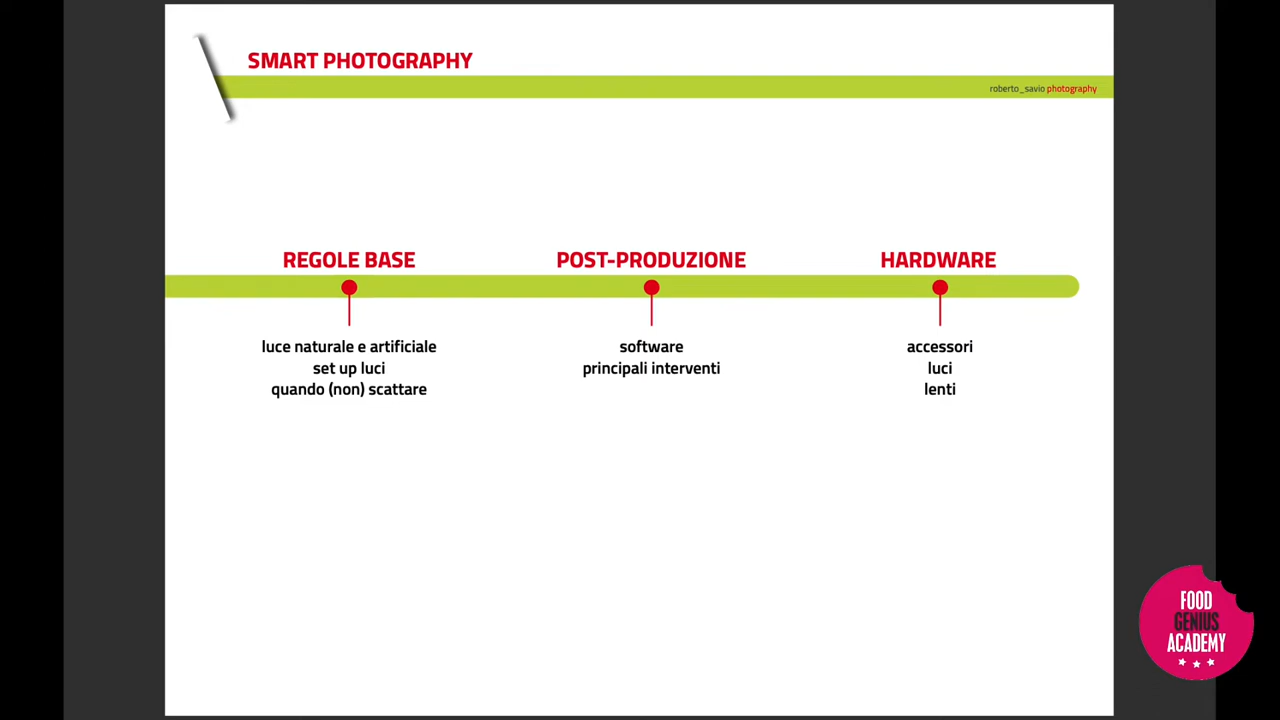 SMART PHOTOGRAPHY
roberto_savio photography
REGOLE BASE
luce naturale e artificiale
set up luci
quando (non) scattare
POST-PRODUZIONE
software
principali interventi
HARDWARE
accessori
luci
lenti
FOOD
GENIUS
ACADEMY